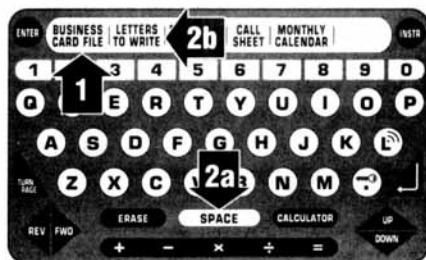 ENTER
BUSINESS CARD FILE
LETTERS TO WRITE
2b
CALL SHEET
MONTHLY CALENDAR
INSTR
1 3 4 5 6 7 8 9 0
1
Q E R T Y U I O P
A S D F G H J K L
2a
Z X C N M
TURN PAGE
REV FWD
ERASE SPACE CALCULATOR
UP
DOWN
+ − × ÷ =